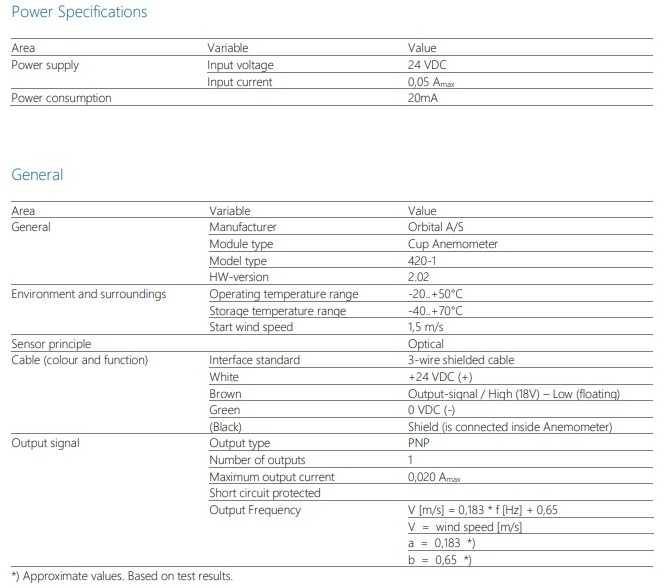 Power Specifications
Area Variable Value
Power supply Input voltage 24 VDC
Input current 0,05 Amax
Power consumption 20mA
General
Area Variable Value
General Manufacturer Orbital A/S
Module type Cup Anemometer
Model type 420-1
HW-version 2.02
Environment and surroundings Operating temperature range -20..+50°C
Storage temperature range -40..+70°C
Start wind speed 1,5 m/s
Sensor principle Optical
Cable (colour and function) Interface standard 3-wire shielded cable
White +24 VDC (+)
Brown Output-signal / High (18V) – Low (floating)
Green 0 VDC (-)
(Black) Shield (is connected inside Anemometer)
Output signal Output type PNP
Number of outputs 1
Maximum output current 0,020 Amax
Short circuit protected
Output Frequency V [m/s] = 0,183 * f [Hz] + 0,65
V = wind speed [m/s]
a = 0,183 *)
b = 0,65 *)
*) Approximate values. Based on test results.